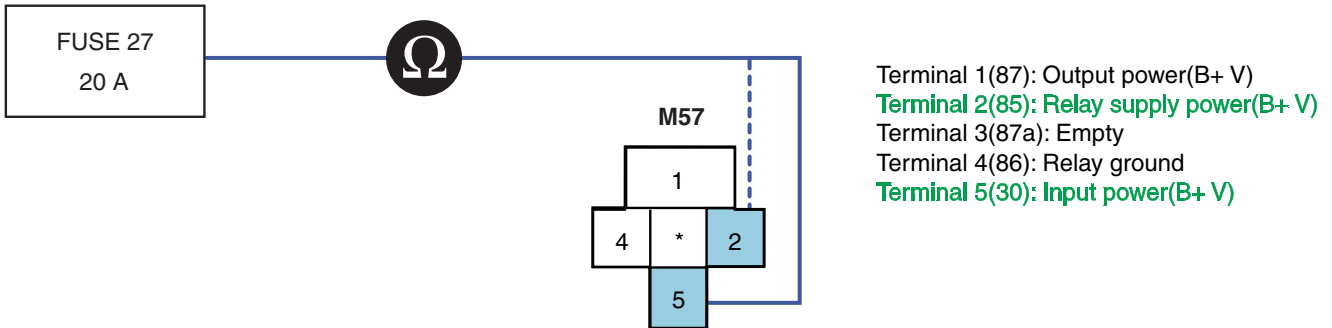 FUSE 27
20 A
Ω
M57
1
4
*
2
5
Terminal 1(87): Output power(B+ V)
Terminal 2(85): Relay supply power(B+ V)
Terminal 3(87a): Empty
Terminal 4(86): Relay ground
Terminal 5(30): Input power(B+ V)